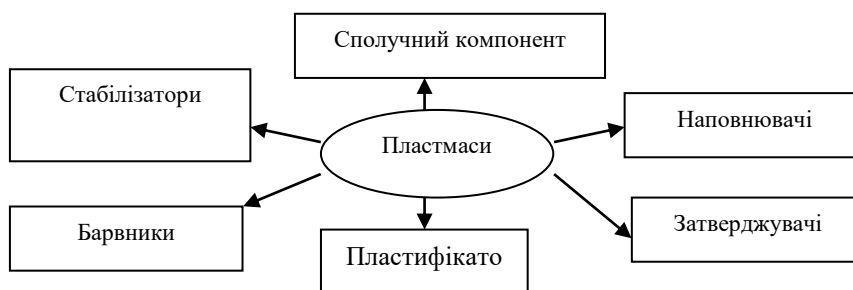 Сполучний компонент
Стабілізатори
Наповнювачі
Пластмаси
Барвники
Затверджувачі
Пластифікато